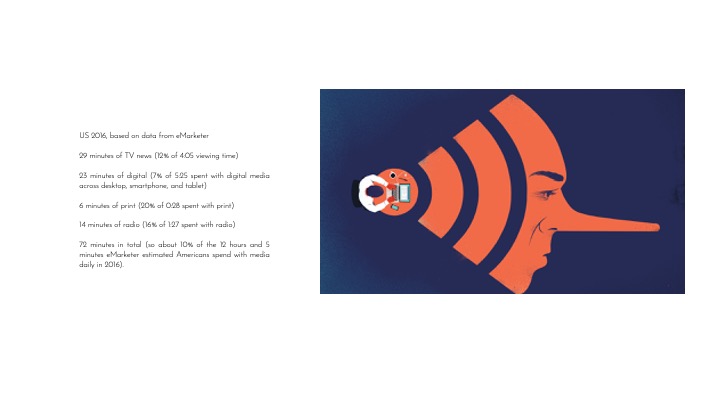 US 2016, based on data from eMarketer
29 minutes of TV news (12% of 4:05 viewing time)
23 minutes of digital (7% of 5:25 spent with digital media
across desktop, smartphone, and tablet)
6 minutes of print (20% of 0:28 spent with print)
14 minutes of radio (16% of 1:27 spent with radio)
72 minutes in total (so about 10% of the 12 hours and 5
minutes eMarketer estimated Americans spend with media
daily in 2016).